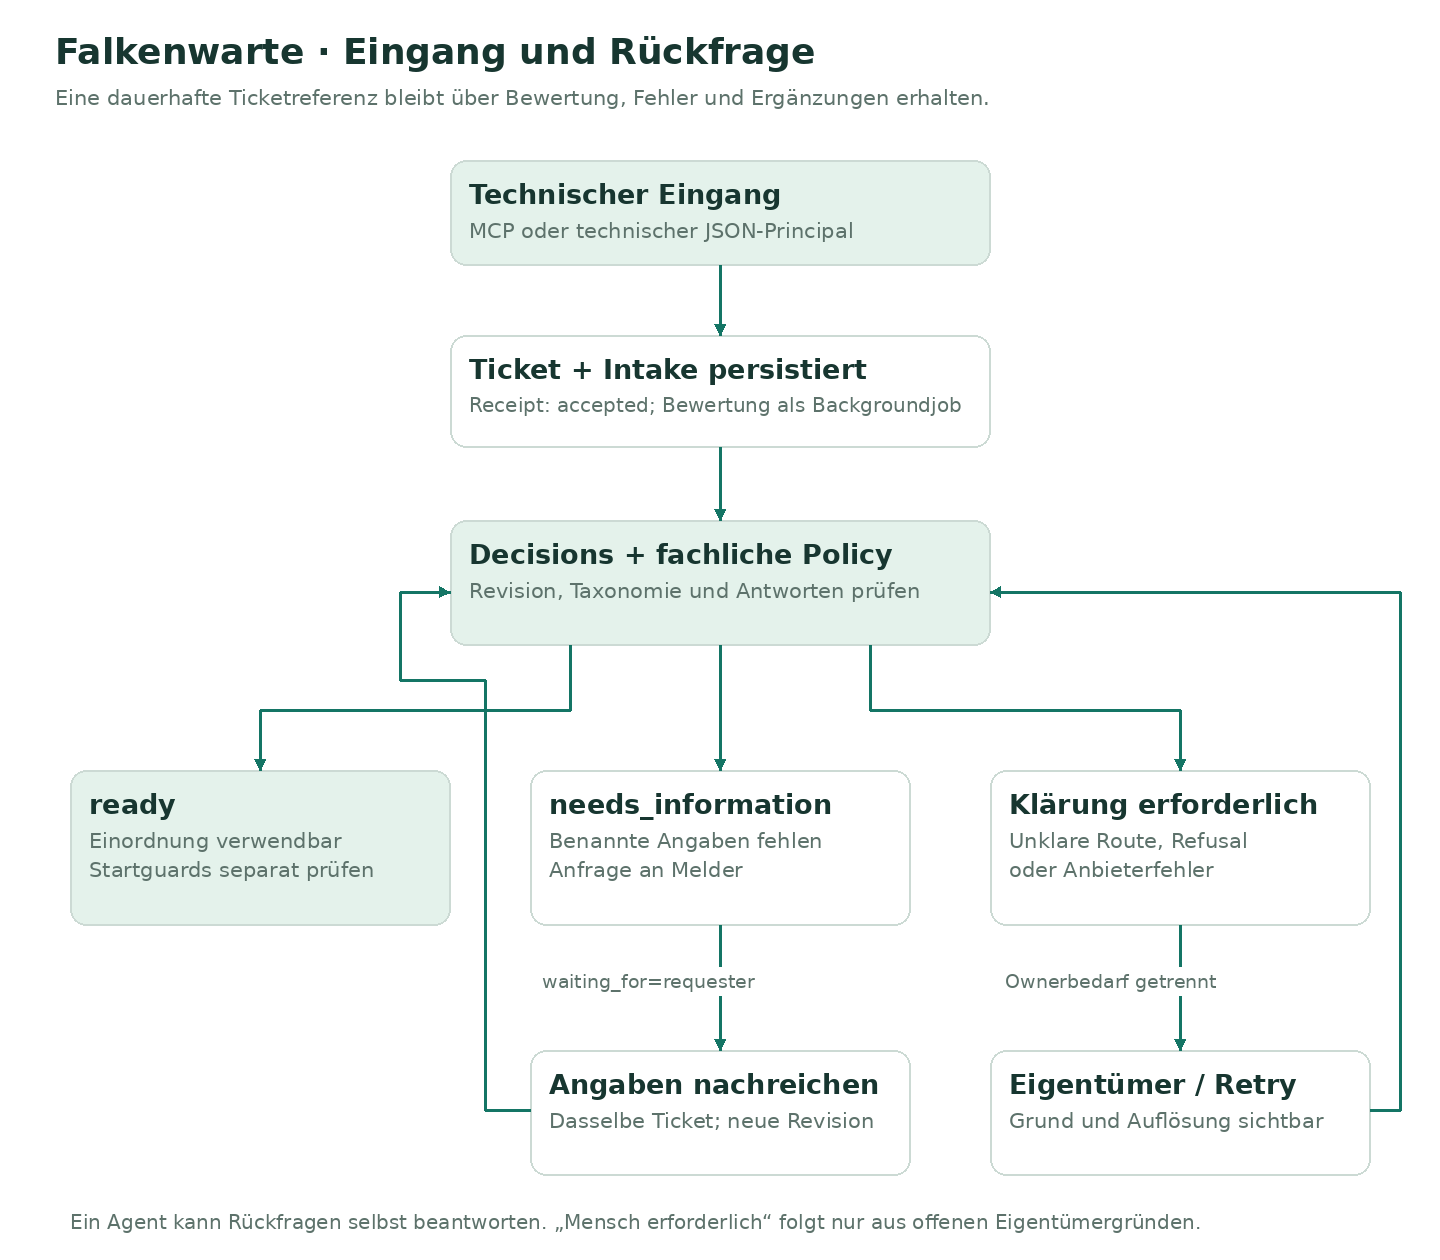 Falkenwarte · Eingang und Rückfrage
Eine dauerhafte Ticketreferenz bleibt über Bewertung, Fehler und Ergänzungen erhalten.
Technischer Eingang
MCP oder technischer JSON-Principal
Ticket + Intake persistiert
Receipt: accepted; Bewertung als Backgroundjob
Decisions + fachliche Policy
Revision, Taxonomie und Antworten prüfen
ready
Einordnung verwendbar
Startguards separat prüfen
needs_information
Benannte Angaben fehlen
Anfrage an Melder
Klärung erforderlich
Unklare Route, Refusal
oder Anbieterfehler
waiting_for=requester
Ownerbedarf getrennt
Angaben nachreichen
Dasselbe Ticket; neue Revision
Eigentümer / Retry
Grund und Auflösung sichtbar
Ein Agent kann Rückfragen selbst beantworten. „Mensch erforderlich“ folgt nur aus offenen Eigentümergründen.